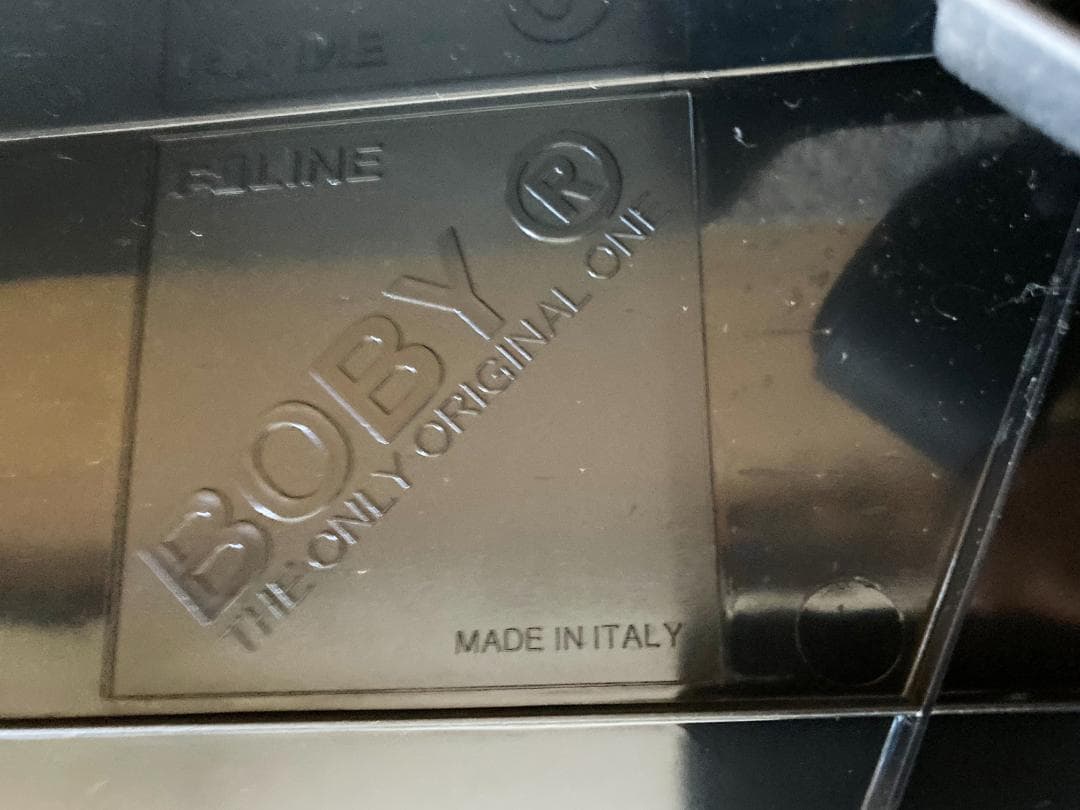 B-LINE
BOBY®
THE ONLY ORIGINAL ONE
MADE IN ITALY